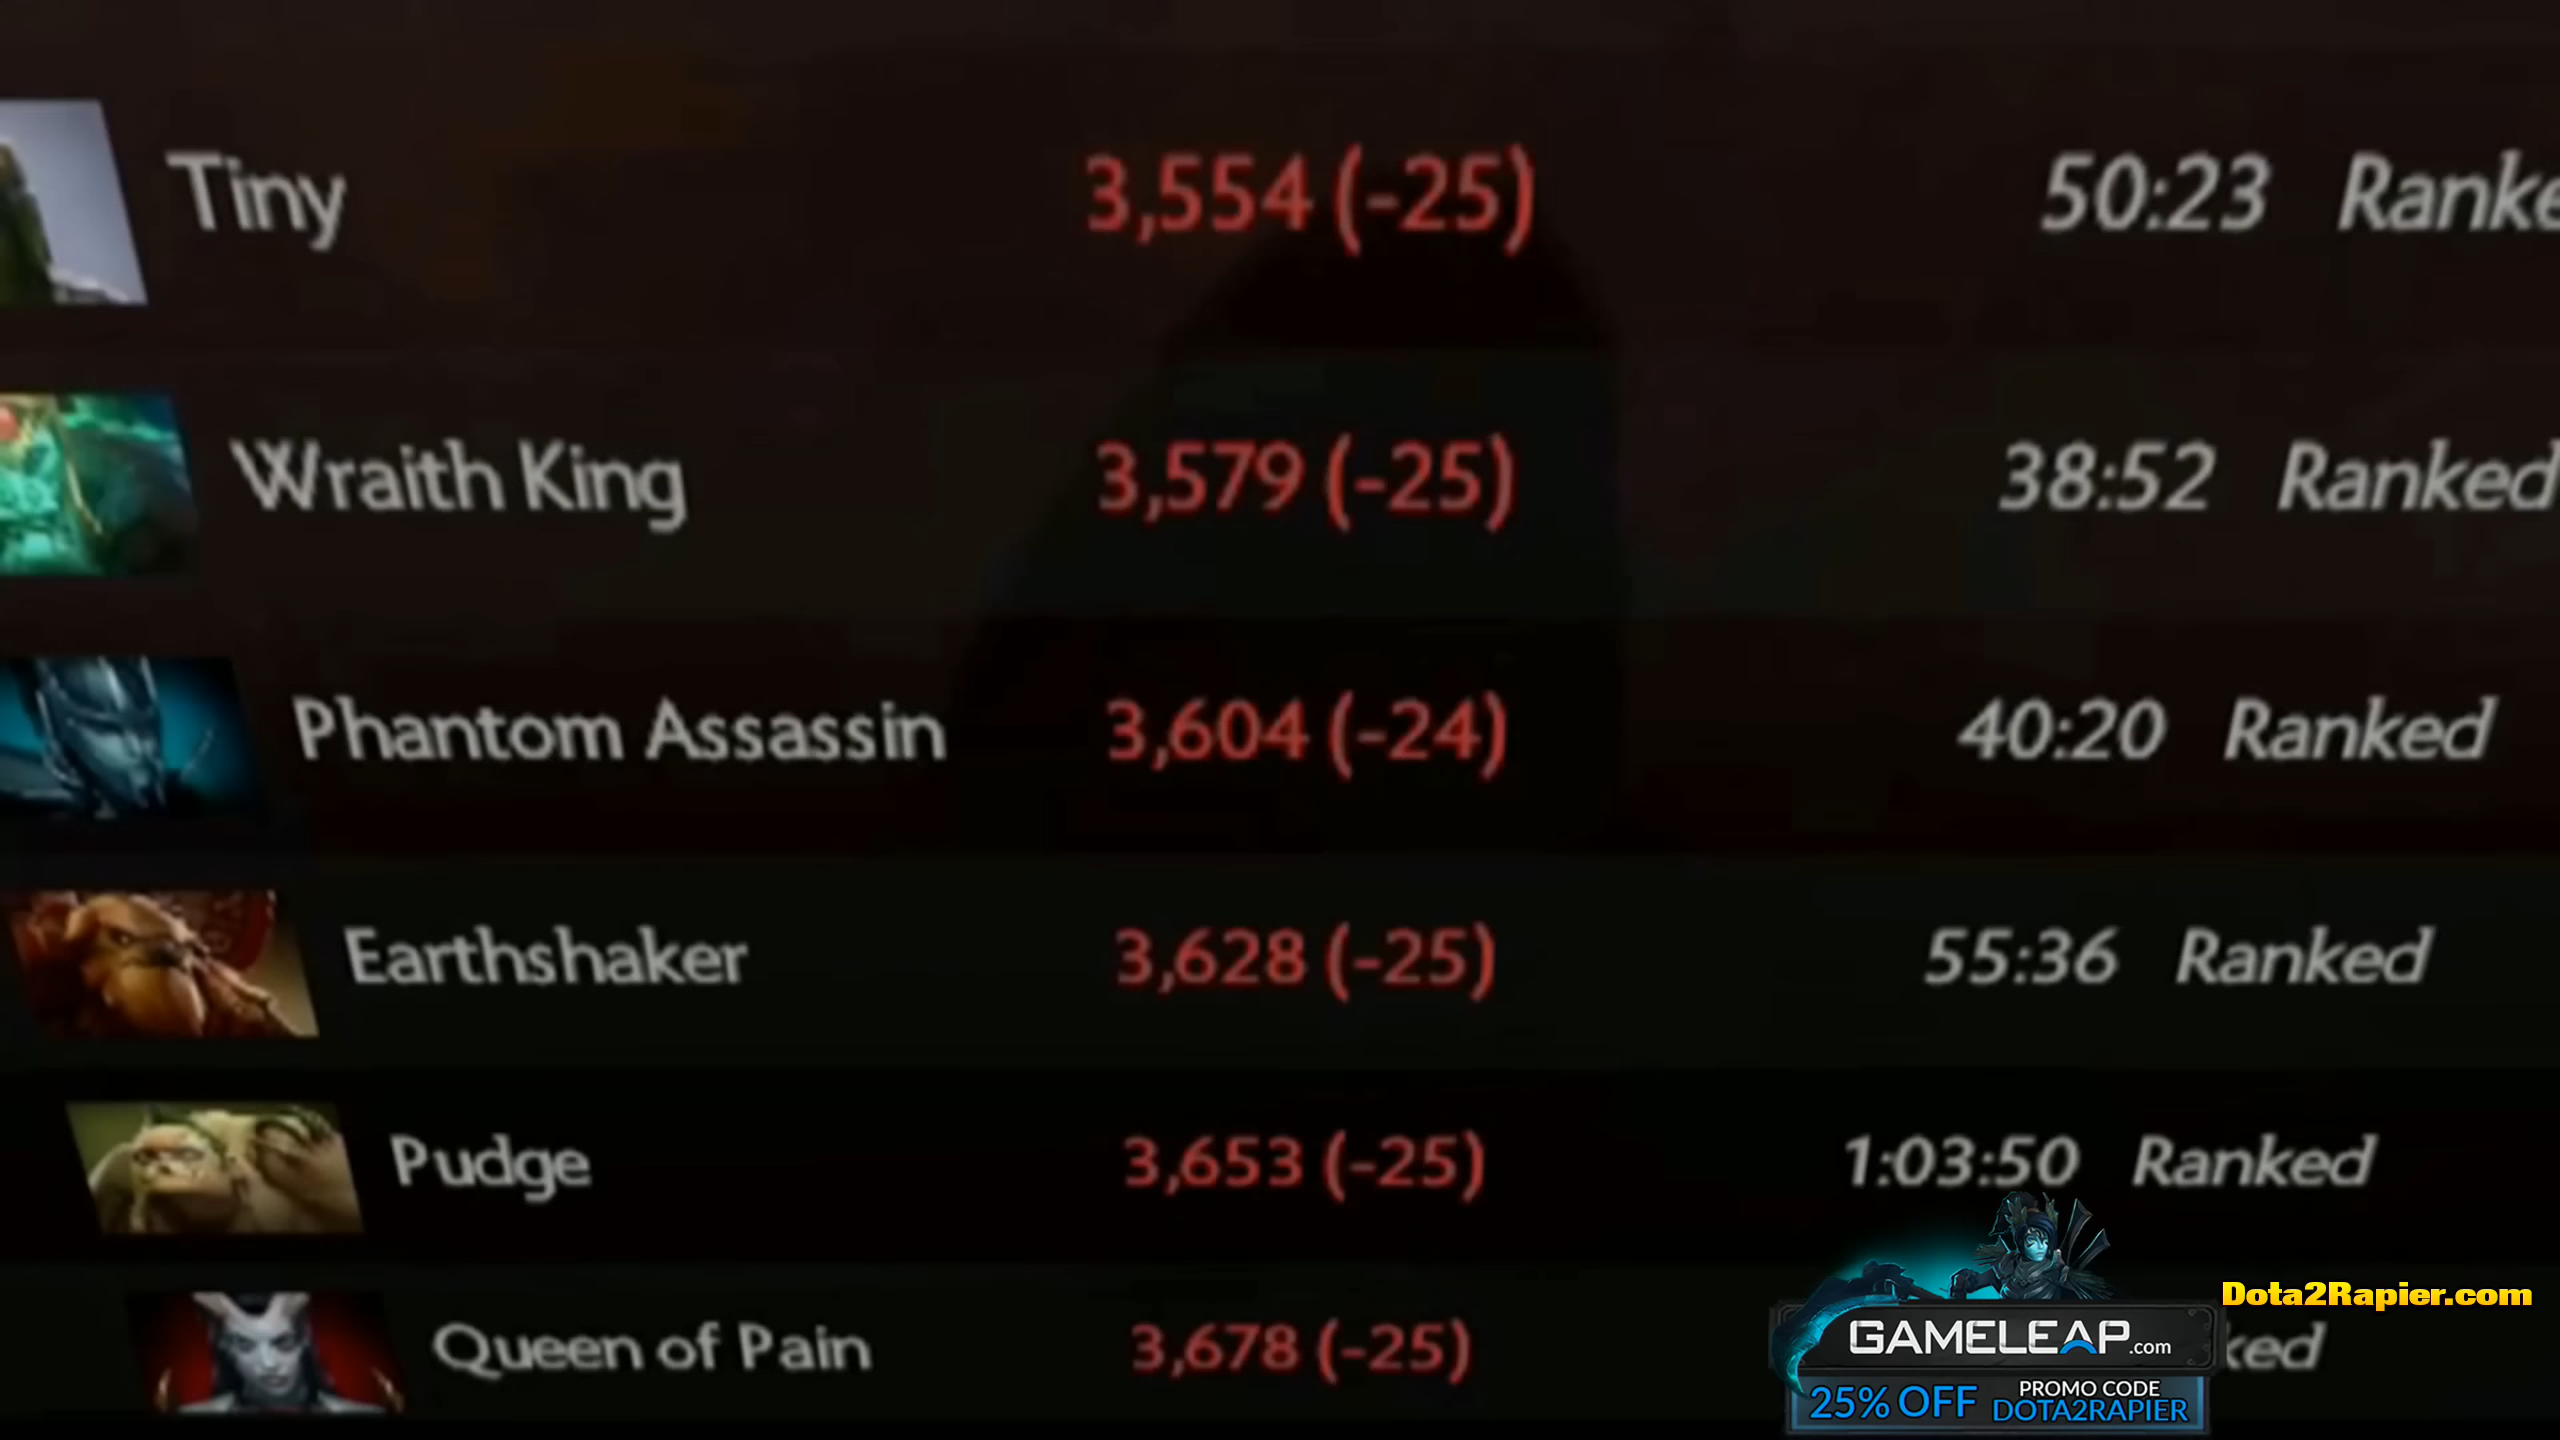 Tiny 3,554 (-25) 50:23 Ranke
Wraith King 3,579 (-25) 38:52 Ranked
Phantom Assassin 3,604 (-24) 40:20 Ranked
Earthshaker 3,628 (-25) 55:36 Ranked
Pudge 3,653 (-25) 1:03:50 Ranked
Queen of Pain 3,678 (-25) ked
Dota2Rapier.com
GAMELEAP.com
25% OFF PROMO CODE
DOTA2RAPIER